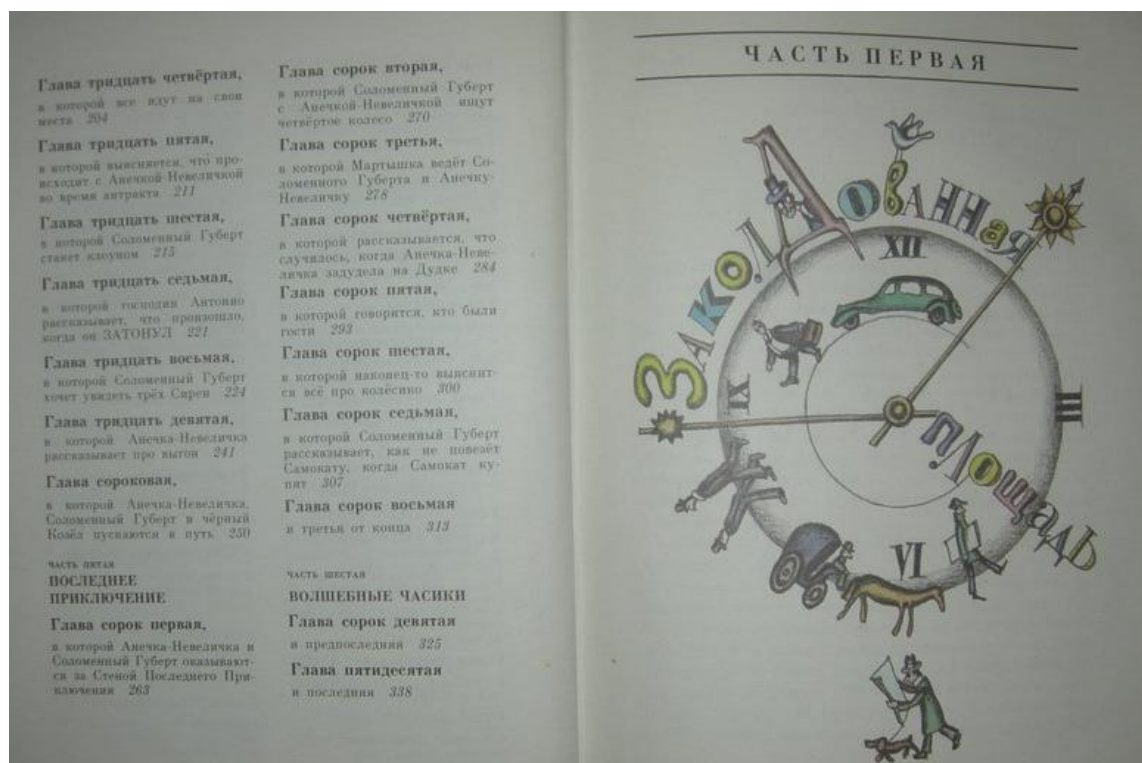 Глава тридцать четвёртая,
в которой все идут на свои
места 204
Глава тридцать пятая,
в которой выясняется, что про-
исходит с Анечкой-Невеличкой
во время антракта 211
Глава тридцать шестая,
в которой Соломенный Губерт
станет клоуном 215
Глава тридцать седьмая,
в которой господин Антонио
рассказывает, что произошло,
когда он ЗАТОНУЛ 221
Глава тридцать восьмая,
в которой Соломенный Губерт
хочет увидеть трёх Сирен 224
Глава тридцать девятая,
в которой Анечка-Невеличка
рассказывает про выгон 241
Глава сороковая,
в которой Анечка-Невеличка,
Соломенный Губерт и чёрный
Козёл пускаются в путь 250
ЧАСТЬ ПЯТАЯ
ПОСЛЕДНЕЕ
ПРИКЛЮЧЕНИЕ
Глава сорок первая,
в которой Анечка-Невеличка и
Соломенный Губерт оказывают-
ся за Стеной Последнего При-
ключения 263
Глава сорок вторая,
в которой Соломенный Губерт
с Анечкой-Невеличкой ищут
четвёртое колесо 270
Глава сорок третья,
в которой Мартышка ведёт Со-
ломенного Губерта и Анечку-
Невеличку 278
Глава сорок четвёртая,
в которой рассказывается, что
случилось, когда Анечка-Неве-
личка задудела на Дудке 284
Глава сорок пятая,
в которой говорится, кто были
гости 293
Глава сорок шестая,
в которой наконец-то выяснит-
ся всё про колёсико 300
Глава сорок седьмая,
в которой Соломенный Губерт
рассказывает, как не повезёт
Самокату, когда Самокат ку-
пят 307
Глава сорок восьмая
и третья от конца 313
ЧАСТЬ ШЕСТАЯ
ВОЛШЕБНЫЕ ЧАСИКИ
Глава сорок девятая
и предпоследняя 325
Глава пятидесятая
и последняя 338
ЧАСТЬ ПЕРВАЯ
ЗАКОЛДОВАННАЯ
ПЛОЩАДЬ
XII
III
VI
IX